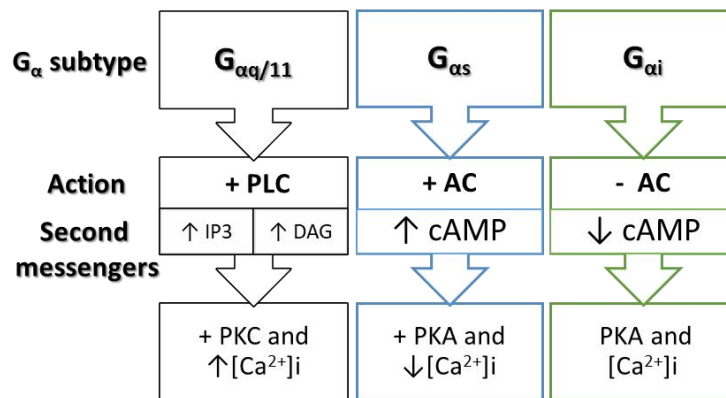 Gα subtype
Gαq/11
Gαs
Gαi
Action
+ PLC
+ AC
- AC
Second
messengers
↑ IP3
↑ DAG
↑ cAMP
↓ cAMP
+ PKC and
↑[Ca²⁺]i
+ PKA and
↓[Ca²⁺]i
PKA and
[Ca²⁺]i